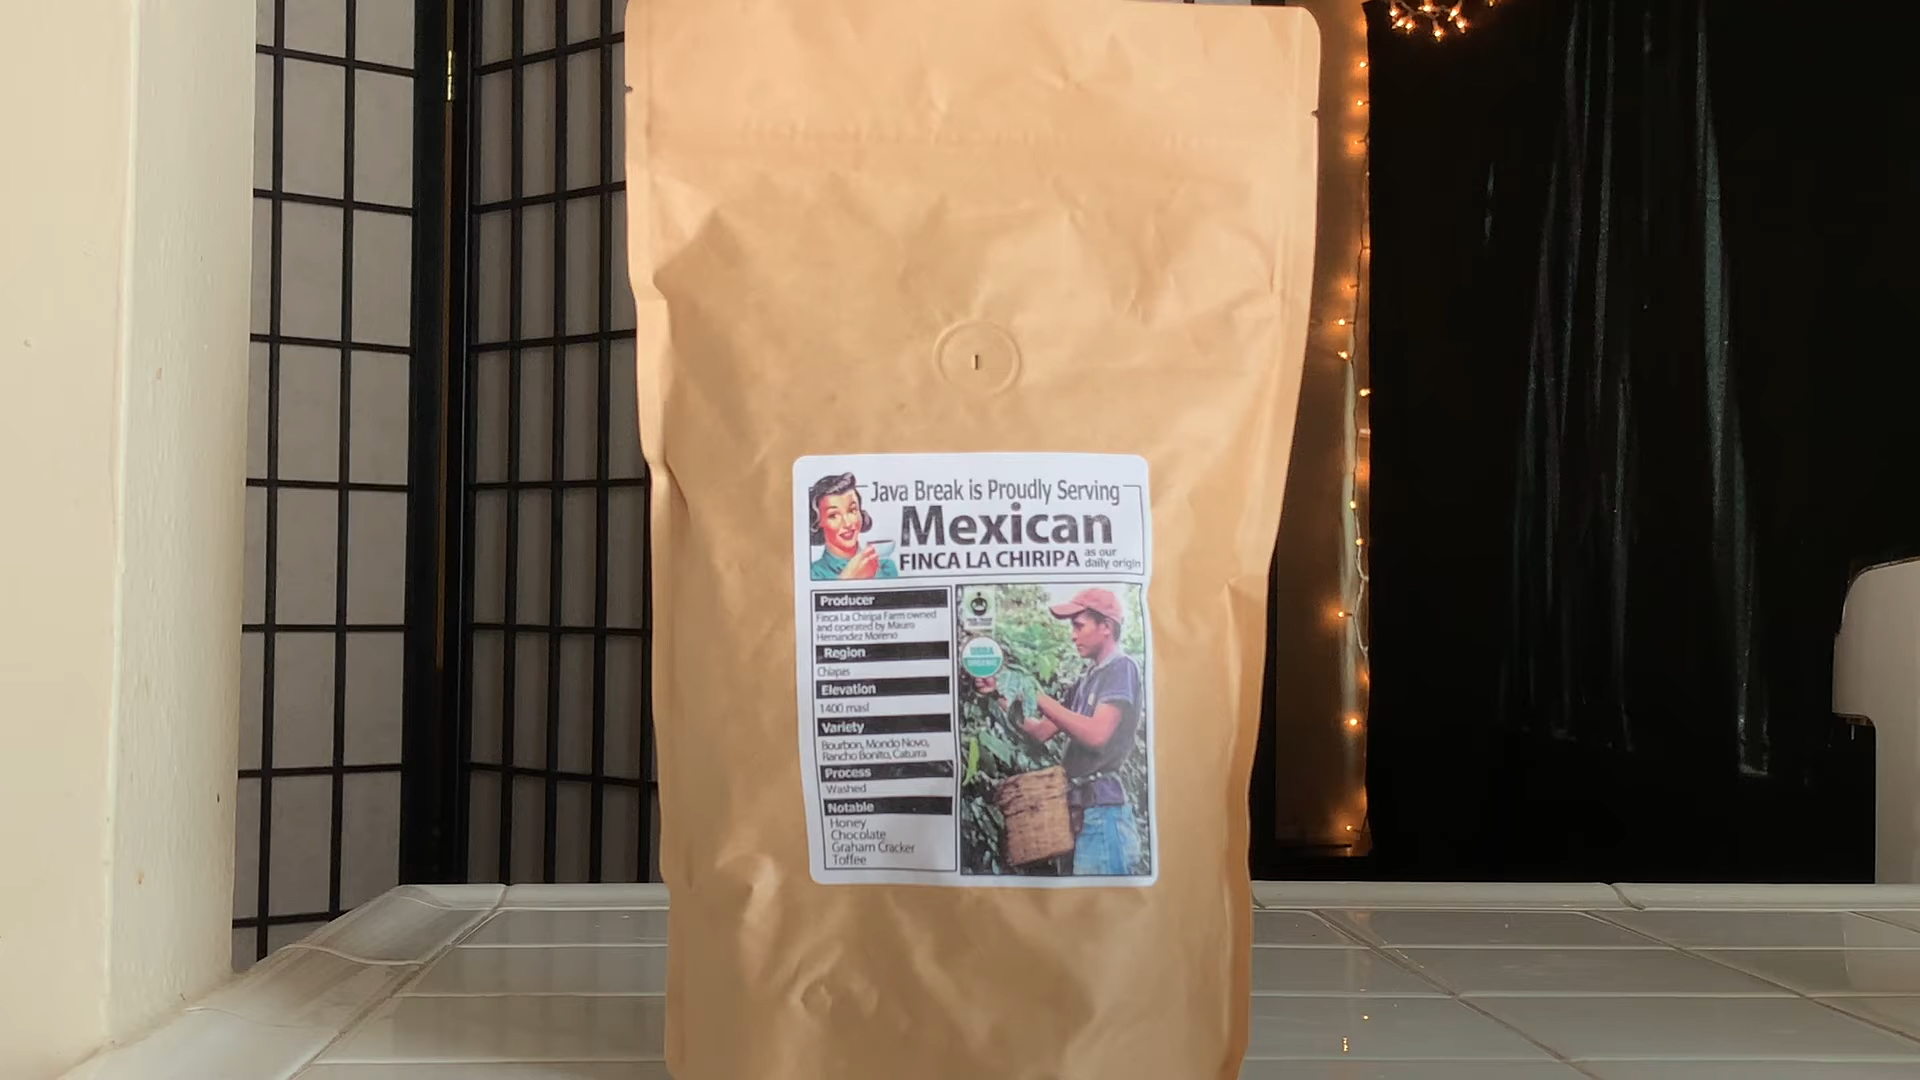 Java Break is Proudly Serving
Mexican
FINCA LA CHIRIPA as our daily origin
Producer
Finca La Chiripa Farm owned
and operated by Mauro
Hernandez Moreno
Region
Chiapas
Elevation
1400 masl
Variety
Bourbon, Mondo Novo,
Rancho Bonito, Caturra
Process
Washed
Notable
Honey
Chocolate
Graham Cracker
Toffee
USDA
ORGANIC